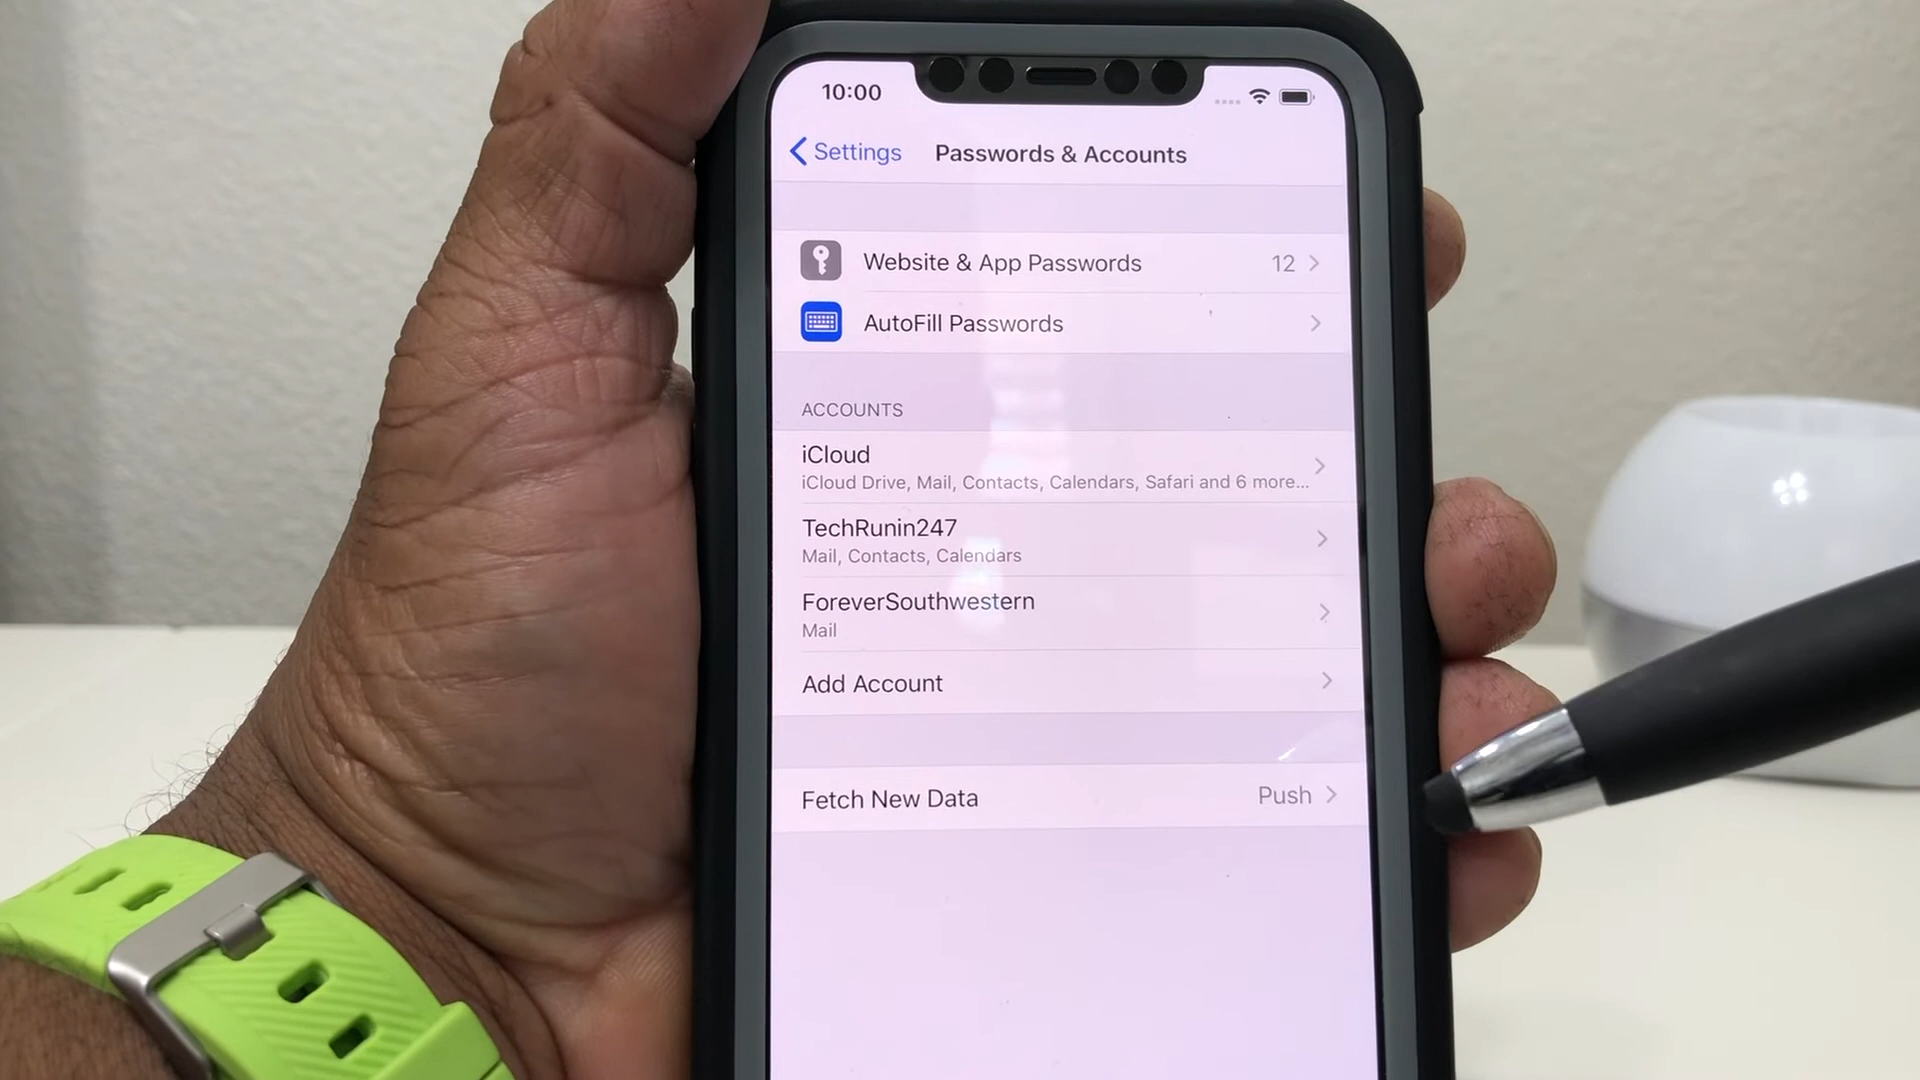 10:00
Settings
Passwords & Accounts
Website & App Passwords 12
AutoFill Passwords
ACCOUNTS
iCloud
iCloud Drive, Mail, Contacts, Calendars, Safari and 6 more...
TechRunin247
Mail, Contacts, Calendars
ForeverSouthwestern
Mail
Add Account
Fetch New Data Push